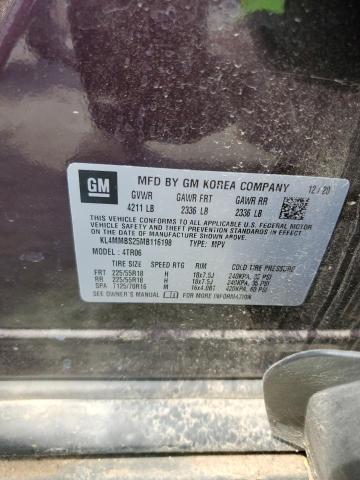 GM
MFD BY GM KOREA COMPANY 12/20
GVWR GAWR FRT GAWR RR
4211 LB 2336 LB 2336 LB
THIS VEHICLE CONFORMS TO ALL APPLICABLE U.S. FEDERAL
MOTOR VEHICLE SAFETY AND THEFT PREVENTION STANDARDS
IN EFFECT ON THE DATE OF MANUFACTURE SHOWN ABOVE.
KL4MMBS25MB116198 TYPE: MPV
MODEL : 4TR06
TIRE SIZE SPEED RTG RIM COLD TIRE PRESSURE
FRT 225/55R18 H 18x7.5J 240KPA, 35 PSI
RR 225/55R18 H 18x7.5J 240KPA, 35 PSI
SPA T125/70R16 M 16x4.0BT 420KPA, 60 PSI
SEE OWNER'S MANUAL FOR MORE INFORMATION.